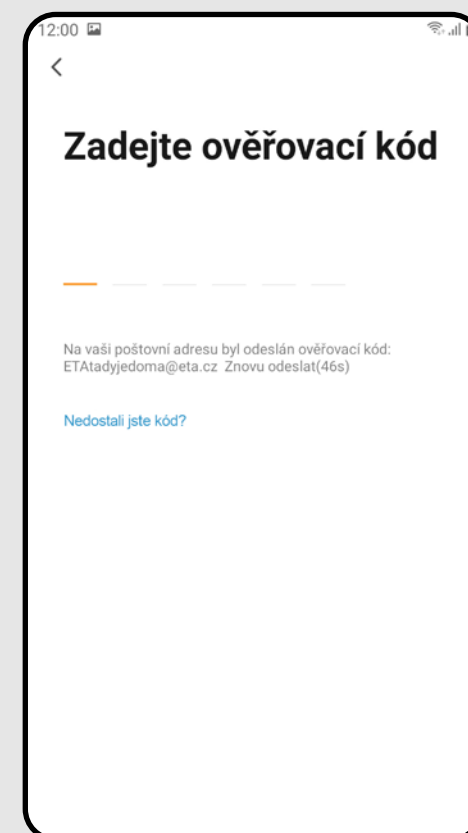 12:00
Zadejte ověřovací kód
Na vaši poštovní adresu byl odeslán ověřovací kód:
ETAtadyjedoma@eta.cz Znovu odeslat(46s)
Nedostali jste kód?